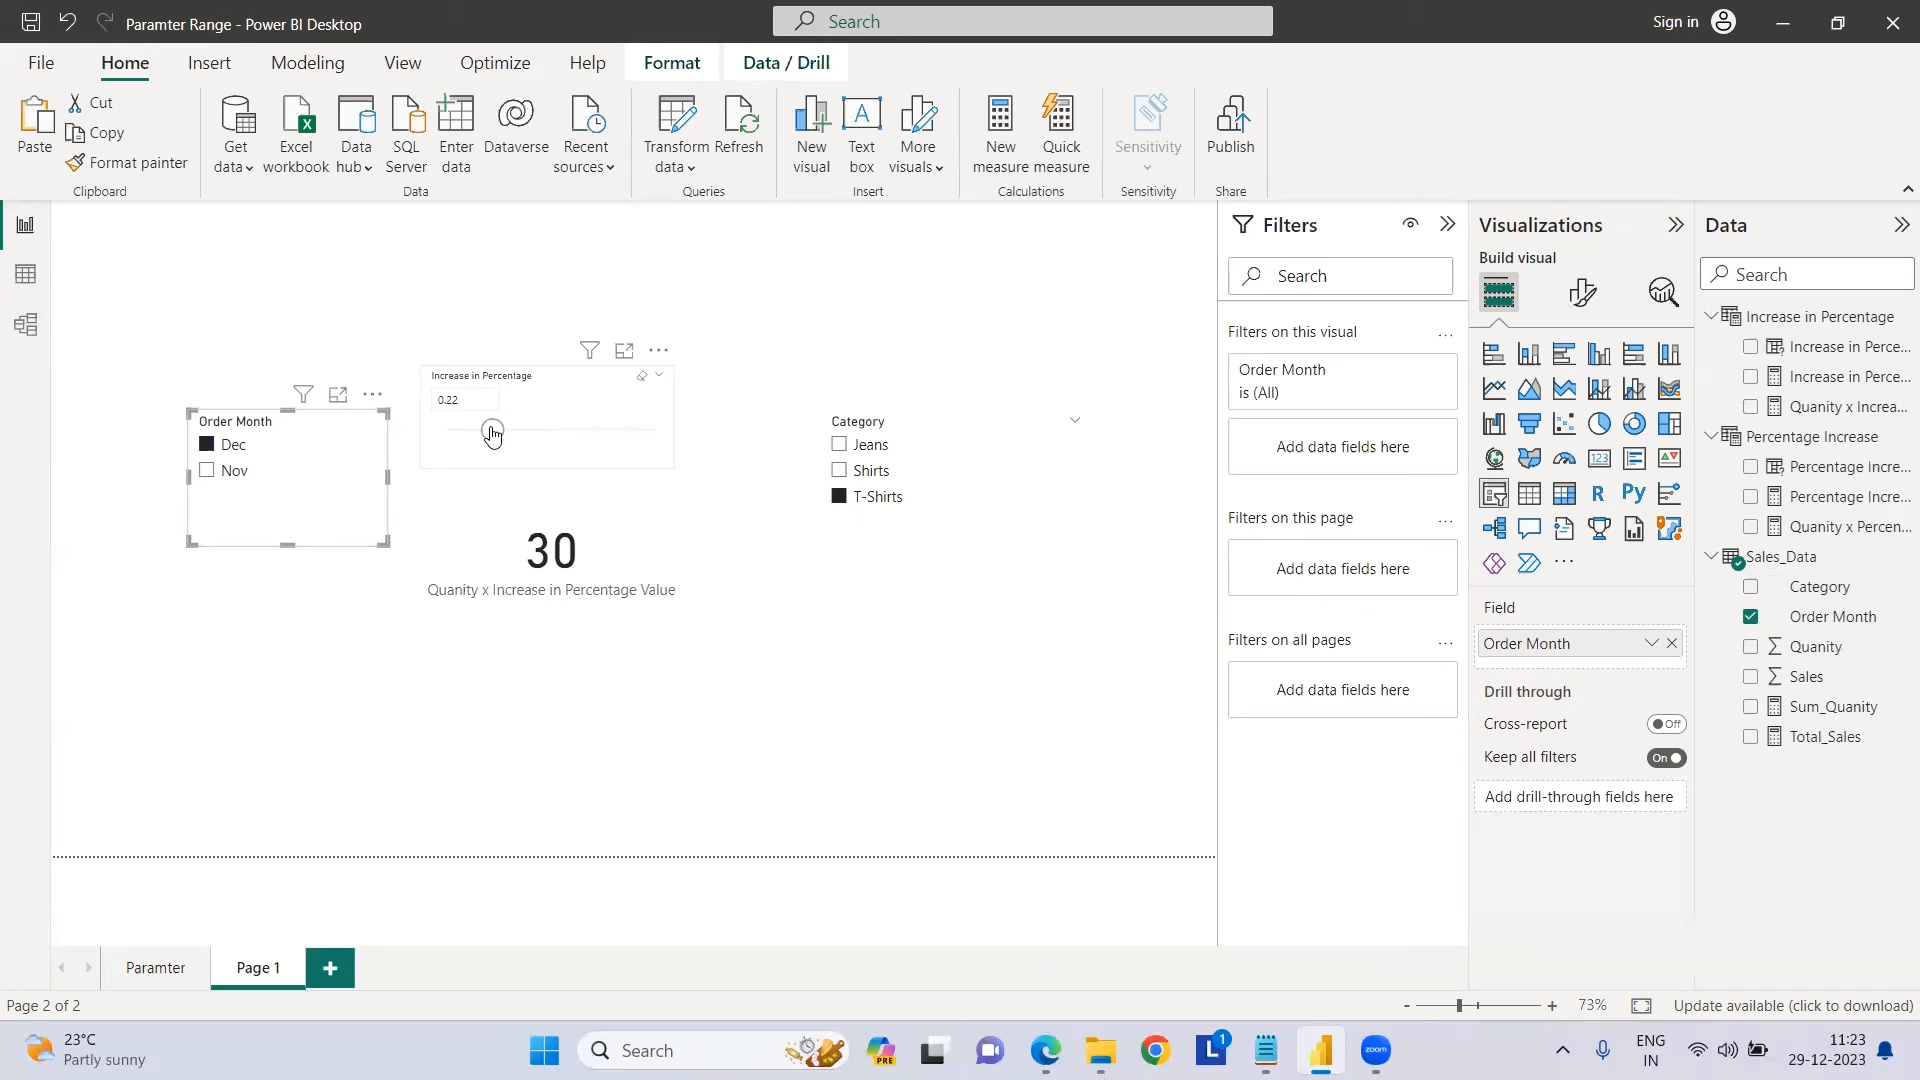 Paramter Range - Power BI Desktop
Search
Sign in
File Home Insert Modeling View Optimize Help Format Data / Drill
Paste
Cut
Copy
Format painter
Clipboard
Get data
Excel workbook
Data hub
SQL Server
Enter data
Dataverse
Recent sources
Data
Transform data
Refresh
Queries
New visual
A
Text box
More visuals
Insert
New measure
Quick measure
Calculations
Sensitivity
Sensitivity
Publish
Share
Order Month
Dec
Nov
Increase in Percentage
0.22
30
Quanity x Increase in Percentage Value
Category
Jeans
Shirts
T-Shirts
Filters
Search
Filters on this visual
Order Month
is (All)
Add data fields here
Filters on this page
Add data fields here
Filters on all pages
Add data fields here
Visualizations
Build visual
123
R
Py
Field
Order Month
Drill through
Cross-report
Off
Keep all filters
On
Add drill-through fields here
Data
Search
Increase in Percentage
Increase in Perce...
Increase in Perce...
Quanity x Increa...
Percentage Increase
Percentage Incre...
Percentage Incre...
Quanity x Percen...
Sales_Data
Category
Order Month
Quanity
Sales
Sum_Quanity
Total_Sales
Paramter
Page 1
Page 2 of 2
- + 73%
Update available (click to download)
23°C
Partly sunny
Search
PRE
L
1
zoom
ENG
IN
11:23
29-12-2023